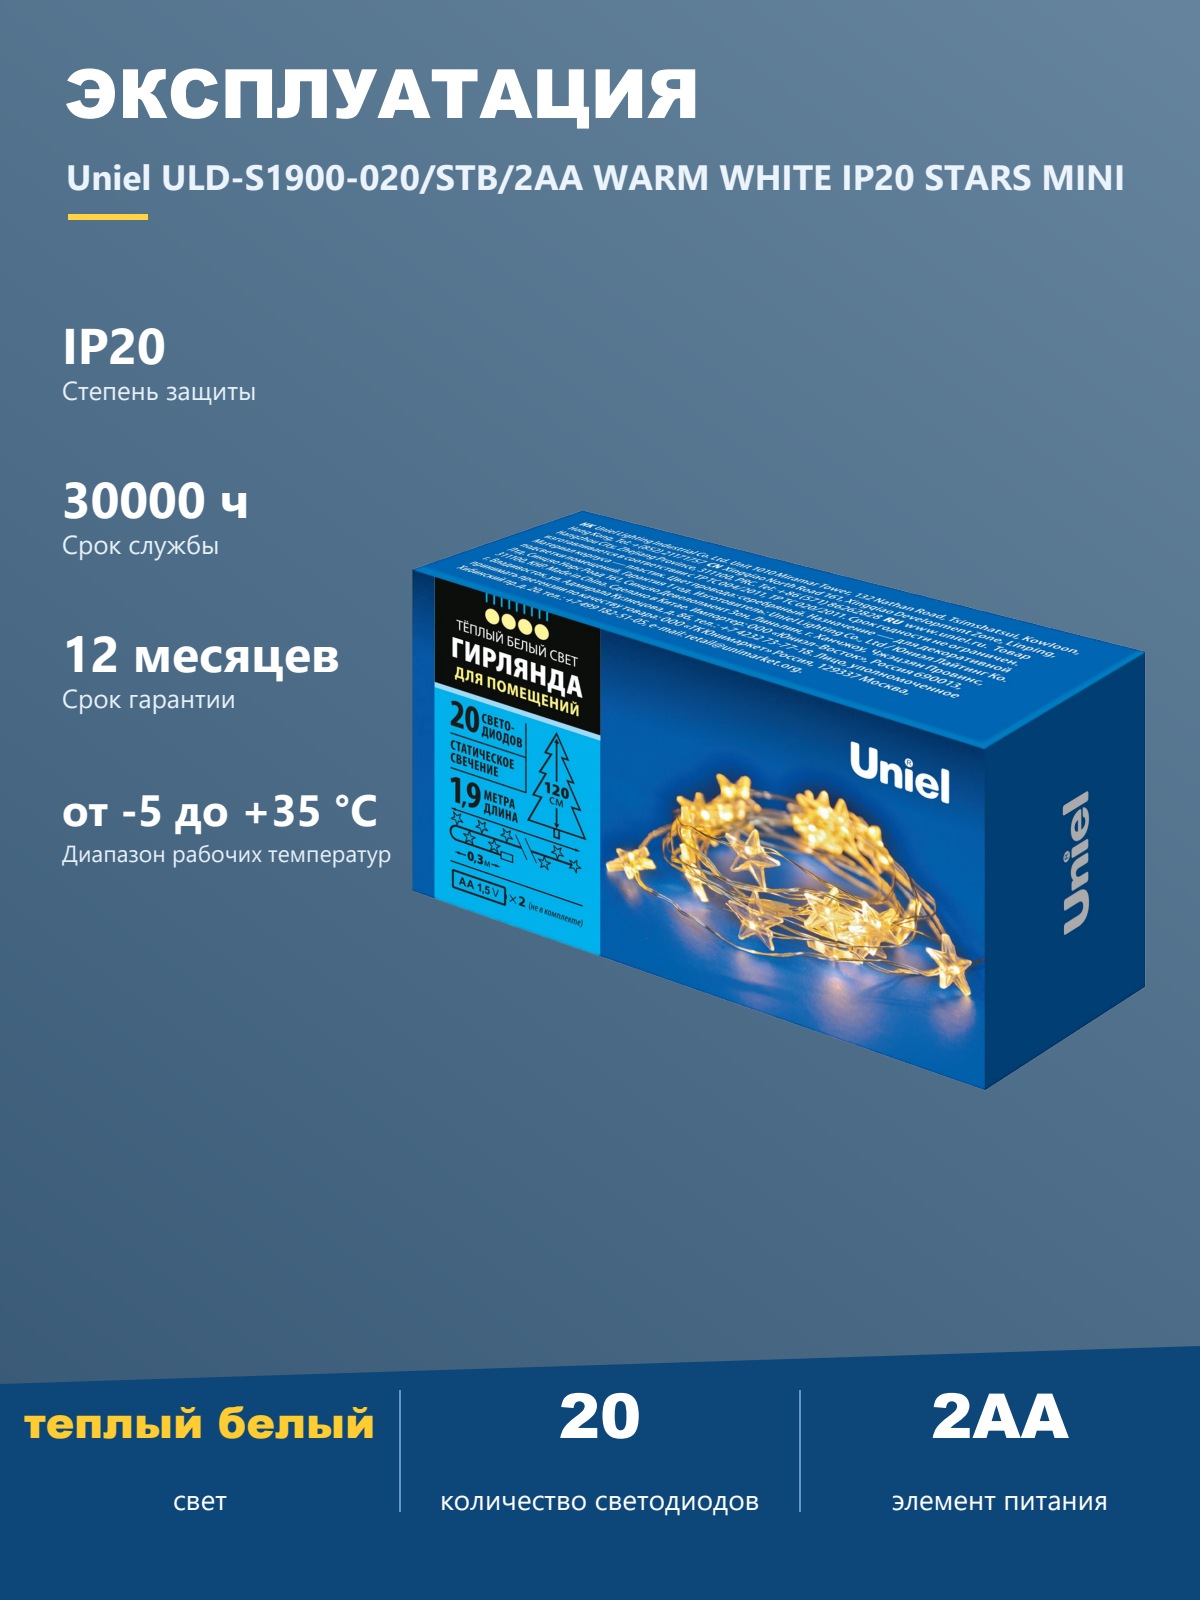 ЭКСПЛУАТАЦИЯ
Uniel ULD-S1900-020/STB/2AA WARM WHITE IP20 STARS MINI
IP20
Степень защиты
30000 ч
Срок службы
12 месяцев
Срок гарантии
от -5 до +35 °C
Диапазон рабочих температур
ТЁПЛЫЙ БЕЛЫЙ СВЕТ
ГИРЛЯНДА
ДЛЯ ПОМЕЩЕНИЙ
20 СВЕТО-
ДИОДОВ
СТАТИЧЕСКОЕ
СВЕЧЕНИЕ
1,9 МЕТРА
ДЛИНА
120
СМ
0,3м
AA 1,5 V ×2 (не в комплекте)
Uniel
Uniel
теплый белый
свет
20
количество светодиодов
2AA
элемент питания